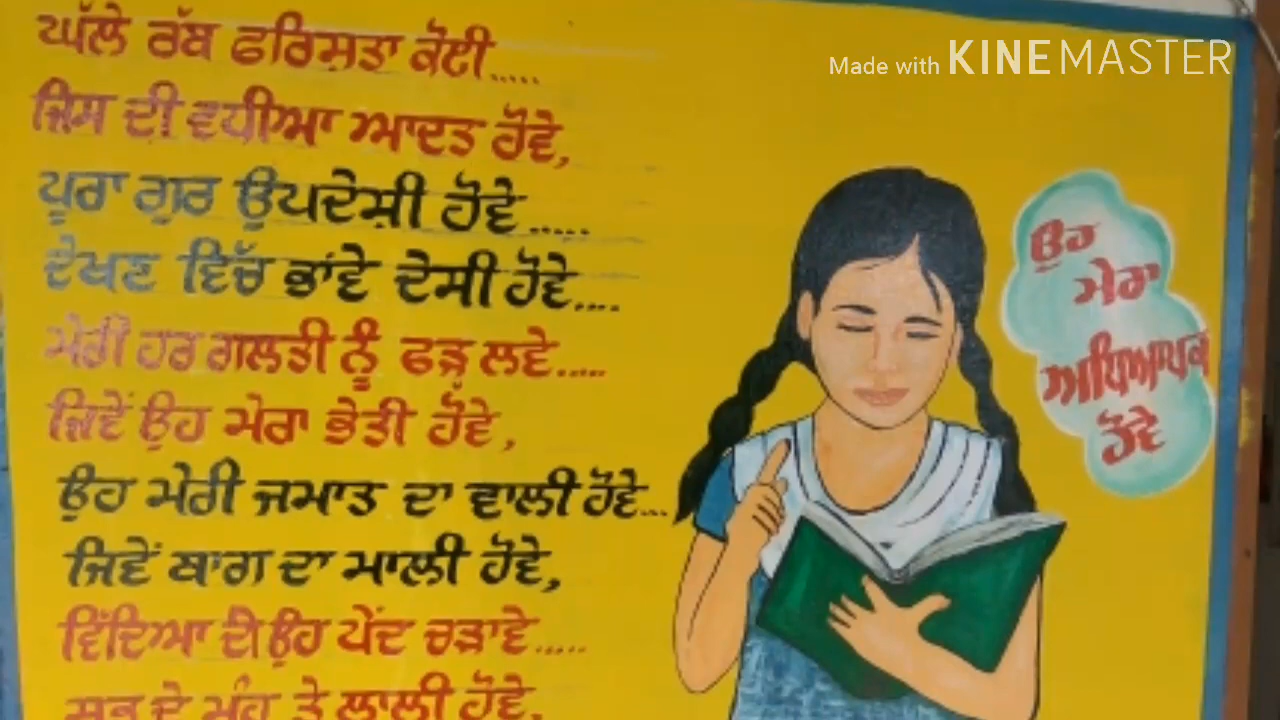 ਘੱਲੇ ਰੱਬ ਫਰਿਸ਼ਤਾ ਕੋਈ.....
ਜਿਸ ਦੀ ਵਧੀਆ ਆਦਤ ਹੋਵੇ,
ਪੂਰਾ ਗੁਰ ਉਪਦੇਸ਼ੀ ਹੋਵੇ.....
ਦੇਖਣ ਵਿੱਚ ਭਾਂਵੇ ਦੇਸੀ ਹੋਵੇ....
ਮੇਰੀ ਹਰ ਗਲਤੀ ਨੂੰ ਫੜ੍ਹ ਲਵੇ.....
ਜਿਵੇਂ ਉਹ ਮੇਰਾ ਭੇਤੀ ਹੋਵੇ,
ਉਹ ਮੇਰੀ ਜਮਾਤ ਦਾ ਵਾਲੀ ਹੋਵੇ...
ਜਿਵੇਂ ਬਾਗ ਦਾ ਮਾਲੀ ਹੋਵੇ,
ਵਿੱਦਿਆ ਦੀ ਉਹ ਪੇਂਦ ਚੜਾਵੇ.....
ਸਭ ਦੇ ਮੂੰਹ ਤੇ ਲਾਲੀ ਹੋਵੇ,
Made with KINEMASTER
ਉਹ
ਮੇਰਾ
ਅਧਿਆਪਕ
ਹੋਵੇ